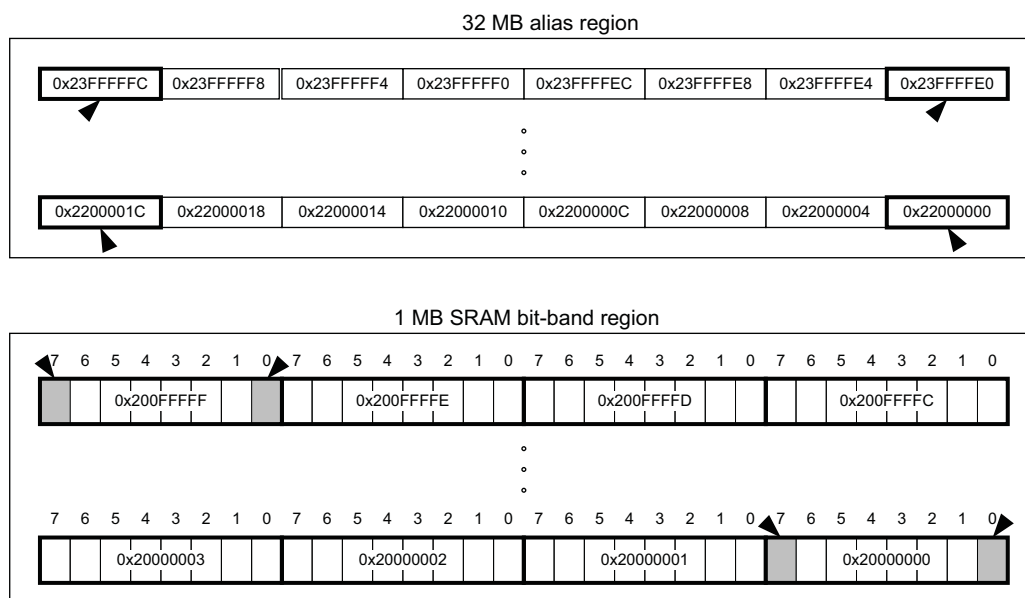 32 MB alias region
0x23FFFFFC 0x23FFFFF8 0x23FFFFF4 0x23FFFFF0 0x23FFFFEC 0x23FFFFE8 0x23FFFFE4 0x23FFFFE0
0x2200001C 0x22000018 0x22000014 0x22000010 0x2200000C 0x22000008 0x22000004 0x22000000
1 MB SRAM bit-band region
7 6 5 4 3 2 1 0 7 6 5 4 3 2 1 0 7 6 5 4 3 2 1 0 7 6 5 4 3 2 1 0
0x200FFFFF 0x200FFFFE 0x200FFFFD 0x200FFFFC
7 6 5 4 3 2 1 0 7 6 5 4 3 2 1 0 7 6 5 4 3 2 1 0 7 6 5 4 3 2 1 0
0x20000003 0x20000002 0x20000001 0x20000000